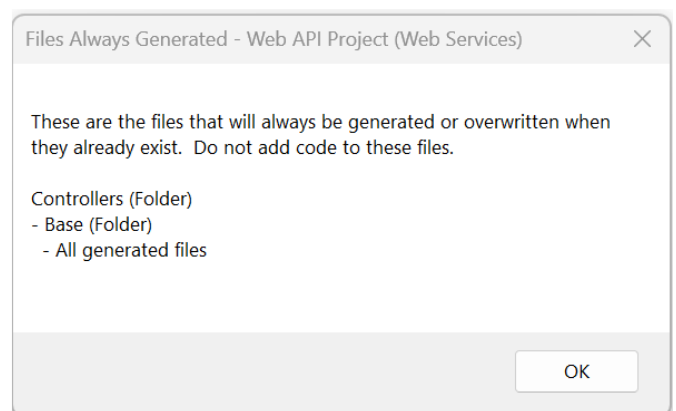 Files Always Generated - Web API Project (Web Services)
These are the files that will always be generated or overwritten when
they already exist.  Do not add code to these files.
Controllers (Folder)
- Base (Folder)
  - All generated files
OK